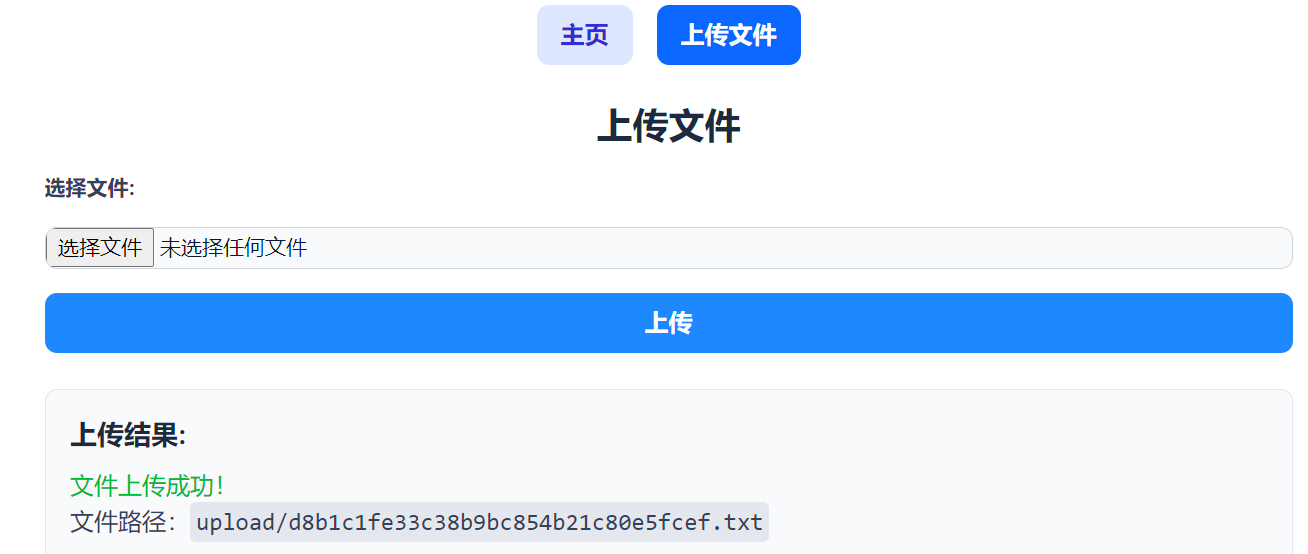 主页 上传文件
上传文件
选择文件:
选择文件 未选择任何文件
上传
上传结果:
文件上传成功！
文件路径： upload/d8b1c1fe33c38b9bc854b21c80e5fcef.txt